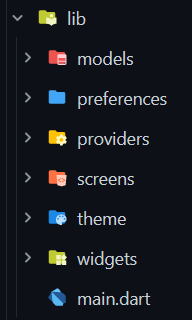 lib
models
preferences
providers
screens
theme
widgets
main.dart